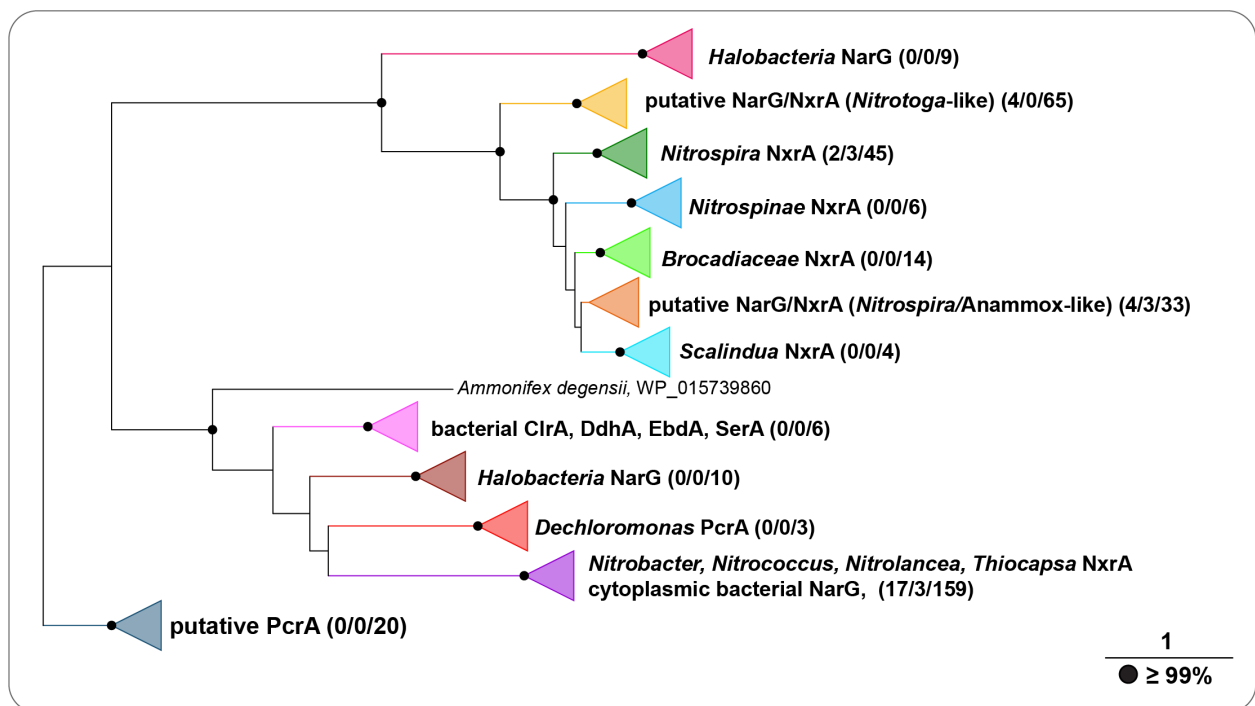 Halobacteria NarG (0/0/9)
putative NarG/NxrA (Nitrotoga-like) (4/0/65)
Nitrospira NxrA (2/3/45)
Nitrospinae NxrA (0/0/6)
Brocadiaceae NxrA (0/0/14)
putative NarG/NxrA (Nitrospira/Anammox-like) (4/3/33)
Scalindua NxrA (0/0/4)
Ammonifex degensii, WP_015739860
bacterial ClrA, DdhA, EbdA, SerA (0/0/6)
Halobacteria NarG (0/0/10)
Dechloromonas PcrA (0/0/3)
Nitrobacter, Nitrococcus, Nitrolancea, Thiocapsa NxrA
cytoplasmic bacterial NarG, (17/3/159)
putative PcrA (0/0/20)
1
≥ 99%